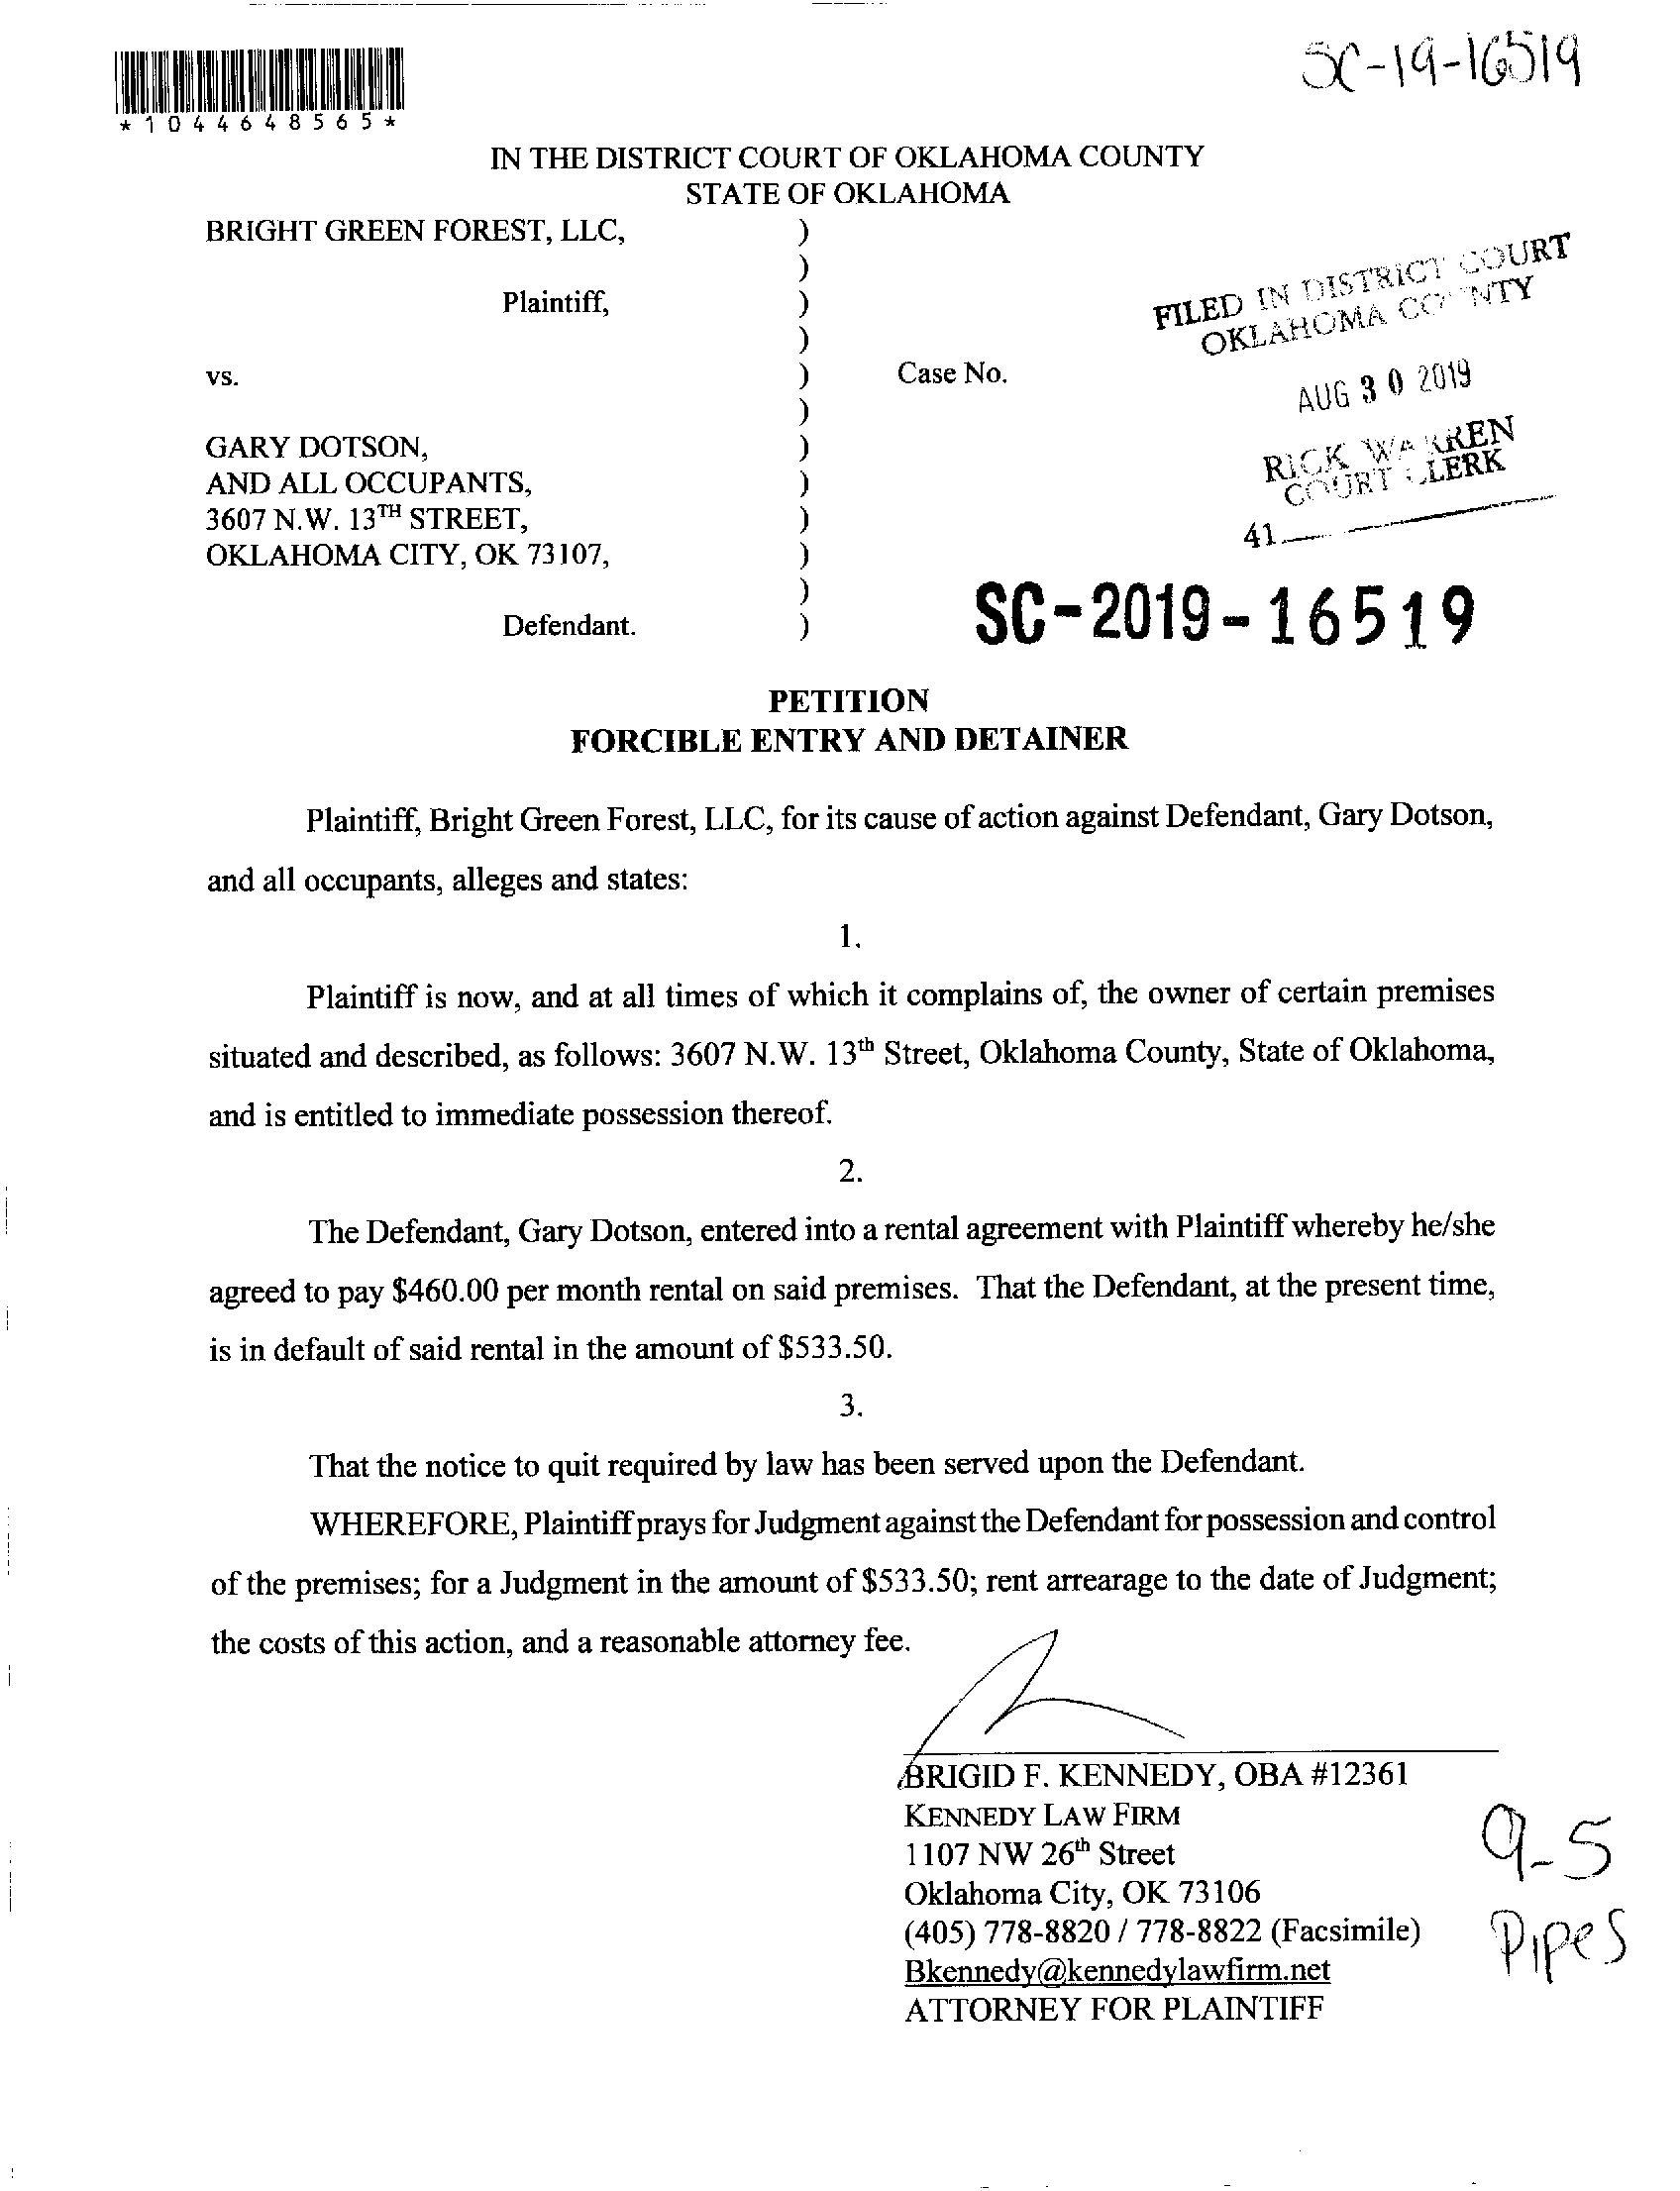 SC-19-16519
*1044648565*
IN THE DISTRICT COURT OF OKLAHOMA COUNTY
STATE OF OKLAHOMA
BRIGHT GREEN FOREST, LLC, )
)
Plaintiff, )
)
vs. ) Case No.
)
GARY DOTSON, )
AND ALL OCCUPANTS, )
3607 N.W. 13TH STREET, )
OKLAHOMA CITY, OK 73107, )
)
Defendant. )
FILED IN DISTRICT COURT
OKLAHOMA COUNTY
AUG 30 2019
RICK WARREN
COURT CLERK
41
SC-2019-16519
PETITION
FORCIBLE ENTRY AND DETAINER
Plaintiff, Bright Green Forest, LLC, for its cause of action against Defendant, Gary Dotson,
and all occupants, alleges and states:
1.
Plaintiff is now, and at all times of which it complains of, the owner of certain premises
situated and described, as follows: 3607 N.W. 13th Street, Oklahoma County, State of Oklahoma,
and is entitled to immediate possession thereof.
2.
The Defendant, Gary Dotson, entered into a rental agreement with Plaintiff whereby he/she
agreed to pay $460.00 per month rental on said premises. That the Defendant, at the present time,
is in default of said rental in the amount of $533.50.
3.
That the notice to quit required by law has been served upon the Defendant.
WHEREFORE, Plaintiff prays for Judgment against the Defendant for possession and control
of the premises; for a Judgment in the amount of $533.50; rent arrearage to the date of Judgment;
the costs of this action, and a reasonable attorney fee.
BRIGID F. KENNEDY, OBA #12361
KENNEDY LAW FIRM
1107 NW 26th Street
Oklahoma City, OK 73106
(405) 778-8820 / 778-8822 (Facsimile)
Bkennedy@kennedylawfirm.net
ATTORNEY FOR PLAINTIFF
9-5
Pipes